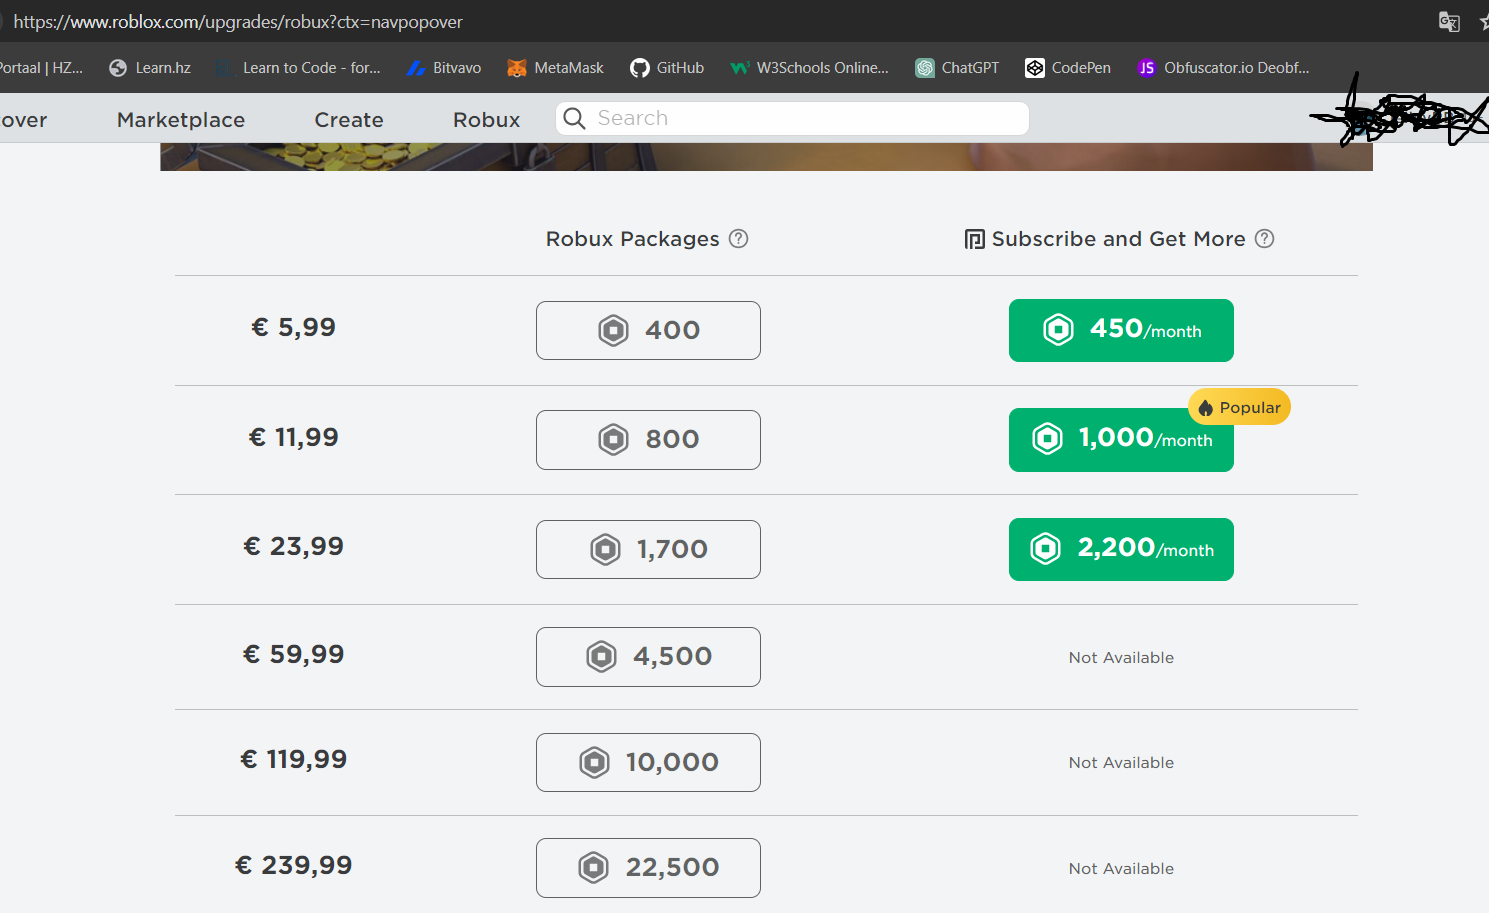 https://www.roblox.com/upgrades/robux?ctx=navpopover
Portaal | HZ... Learn.hz Learn to Code - for... Bitvavo MetaMask GitHub W3Schools Online... ChatGPT CodePen JS Obfuscator.io Deobf...
over Marketplace Create Robux Search
Robux Packages ? Subscribe and Get More ?
€ 5,99 400 450/month
Popular
€ 11,99 800 1,000/month
€ 23,99 1,700 2,200/month
€ 59,99 4,500 Not Available
€ 119,99 10,000 Not Available
€ 239,99 22,500 Not Available